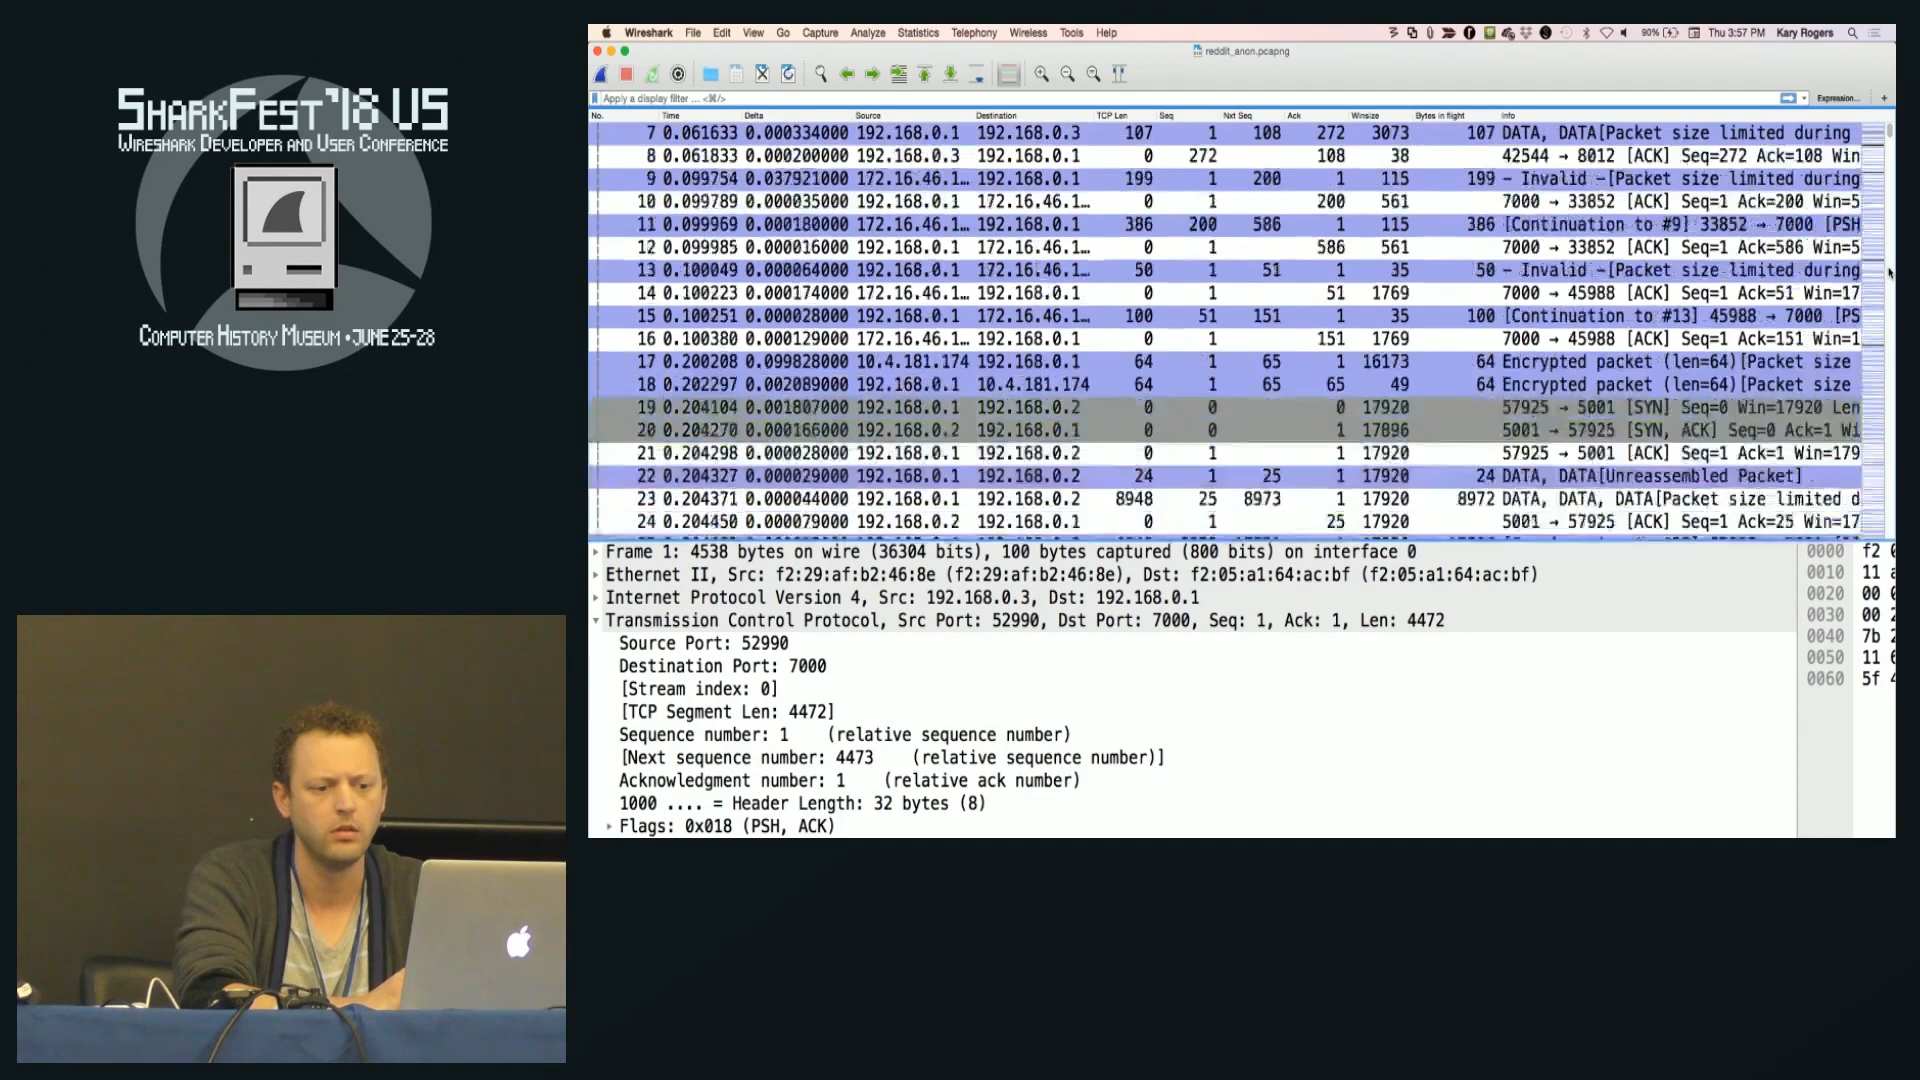 SHARKFEST '18 US
WIRESHARK DEVELOPER AND USER CONFERENCE
COMPUTER HISTORY MUSEUM • JUNE 25-28
Wireshark File Edit View Go Capture Analyze Statistics Telephony Wireless Tools Help 90% Thu 3:57 PM Kary Rogers
reddit_anon.pcapng
Apply a display filter ... <⌘/> Expression... +
No. Time Delta Source Destination TCP Len Seq Nxt Seq Ack Winsize Bytes in flight Info
7 0.061633 0.000334000 192.168.0.1 192.168.0.3 107 1 108 272 3073 107 DATA, DATA[Packet size limited during
8 0.061833 0.000200000 192.168.0.3 192.168.0.1 0 272 108 38 42544 → 8012 [ACK] Seq=272 Ack=108 Win
9 0.099754 0.037921000 172.16.46.1… 192.168.0.1 199 1 200 1 115 199 - Invalid -[Packet size limited during
10 0.099789 0.000035000 192.168.0.1 172.16.46.1… 0 1 200 561 7000 → 33852 [ACK] Seq=1 Ack=200 Win=5
11 0.099969 0.000180000 172.16.46.1… 192.168.0.1 386 200 586 1 115 386 [Continuation to #9] 33852 → 7000 [PSH
12 0.099985 0.000016000 192.168.0.1 172.16.46.1… 0 1 586 561 7000 → 33852 [ACK] Seq=1 Ack=586 Win=5
13 0.100049 0.000064000 192.168.0.1 172.16.46.1… 50 1 51 1 35 50 - Invalid -[Packet size limited during
14 0.100223 0.000174000 172.16.46.1… 192.168.0.1 0 1 51 1769 7000 → 45988 [ACK] Seq=1 Ack=51 Win=17
15 0.100251 0.000028000 192.168.0.1 172.16.46.1… 100 51 151 1 35 100 [Continuation to #13] 45988 → 7000 [PS
16 0.100380 0.000129000 172.16.46.1… 192.168.0.1 0 1 151 1769 7000 → 45988 [ACK] Seq=1 Ack=151 Win=1
17 0.200208 0.099828000 10.4.181.174 192.168.0.1 64 1 65 1 16173 64 Encrypted packet (len=64)[Packet size
18 0.202297 0.002089000 192.168.0.1 10.4.181.174 64 1 65 65 49 64 Encrypted packet (len=64)[Packet size
19 0.204104 0.001807000 192.168.0.1 192.168.0.2 0 0 0 17920 57925 → 5001 [SYN] Seq=0 Win=17920 Len
20 0.204270 0.000166000 192.168.0.2 192.168.0.1 0 0 1 17896 5001 → 57925 [SYN, ACK] Seq=0 Ack=1 Wi
21 0.204298 0.000028000 192.168.0.1 192.168.0.2 0 1 1 17920 57925 → 5001 [ACK] Seq=1 Ack=1 Win=179
22 0.204327 0.000029000 192.168.0.1 192.168.0.2 24 1 25 1 17920 24 DATA, DATA[Unreassembled Packet]
23 0.204371 0.000044000 192.168.0.1 192.168.0.2 8948 25 8973 1 17920 8972 DATA, DATA, DATA[Packet size limited d
24 0.204450 0.000079000 192.168.0.2 192.168.0.1 0 1 25 17920 5001 → 57925 [ACK] Seq=1 Ack=25 Win=17
Frame 1: 4538 bytes on wire (36304 bits), 100 bytes captured (800 bits) on interface 0
Ethernet II, Src: f2:29:af:b2:46:8e (f2:29:af:b2:46:8e), Dst: f2:05:a1:64:ac:bf (f2:05:a1:64:ac:bf)
Internet Protocol Version 4, Src: 192.168.0.3, Dst: 192.168.0.1
Transmission Control Protocol, Src Port: 52990, Dst Port: 7000, Seq: 1, Ack: 1, Len: 4472
Source Port: 52990
Destination Port: 7000
[Stream index: 0]
[TCP Segment Len: 4472]
Sequence number: 1 (relative sequence number)
[Next sequence number: 4473 (relative sequence number)]
Acknowledgment number: 1 (relative ack number)
1000 .... = Header Length: 32 bytes (8)
Flags: 0x018 (PSH, ACK)
0000 f2
0010 11
0020 00
0030 00
0040 7b
0050 11
0060 5f